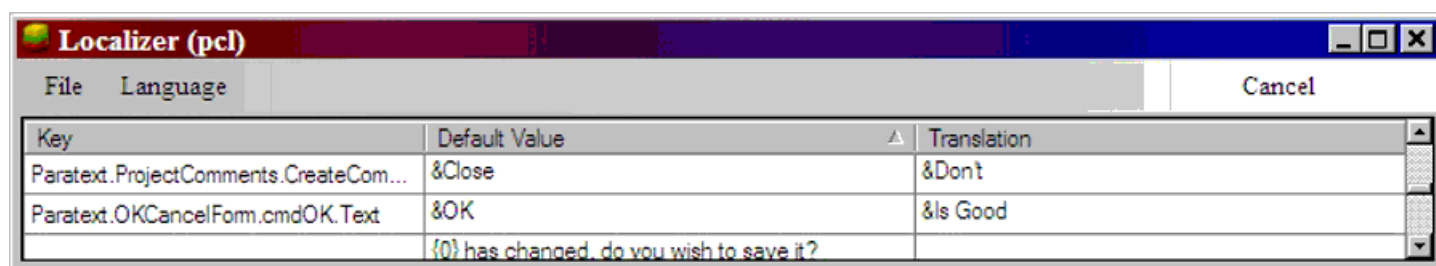 Localizer (pcl)
File Language Cancel
Key Default Value Translation
Paratext.ProjectComments.CreateCom... &Close &Don't
Paratext.OKCancelForm.cmdOK.Text &OK &Is Good
{0} has changed, do you wish to save it?